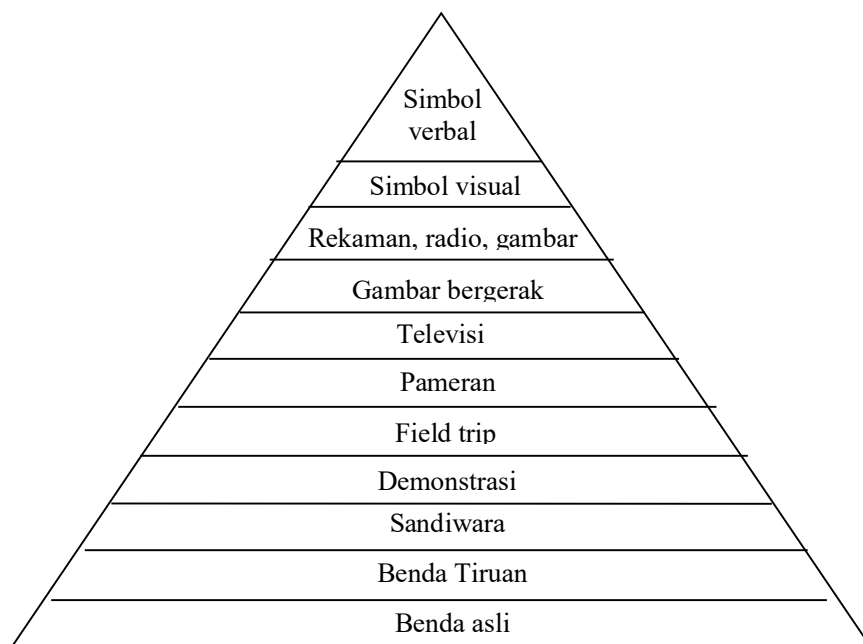 Simbol
verbal
Simbol visual
Rekaman, radio, gambar
Gambar bergerak
Televisi
Pameran
Field trip
Demonstrasi
Sandiwara
Benda Tiruan
Benda asli